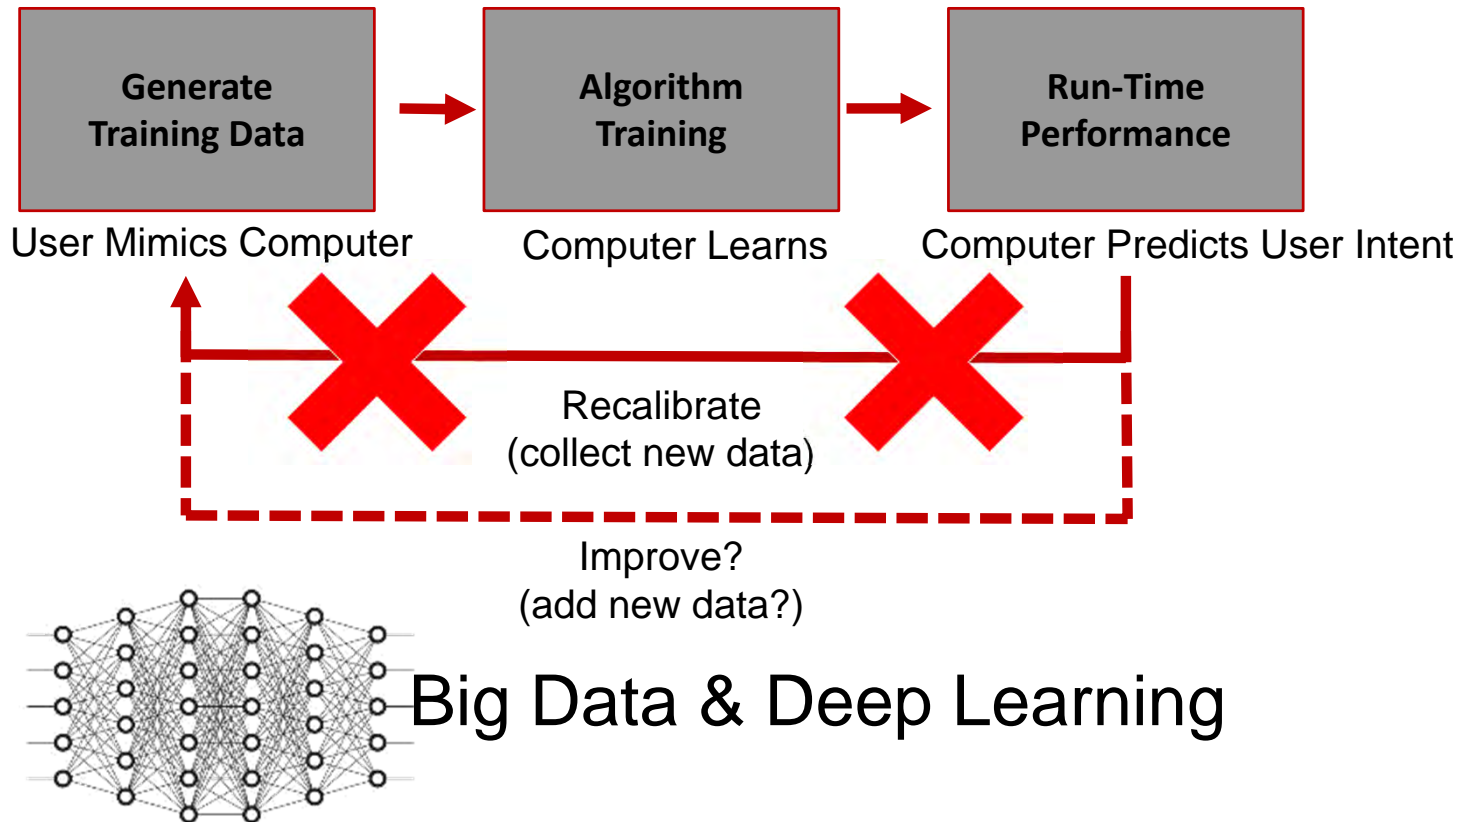 Generate
Training Data
Algorithm
Training
Run-Time
Performance
User Mimics Computer
Computer Learns
Computer Predicts User Intent
Recalibrate
(collect new data)
Improve?
(add new data?)
Big Data & Deep Learning